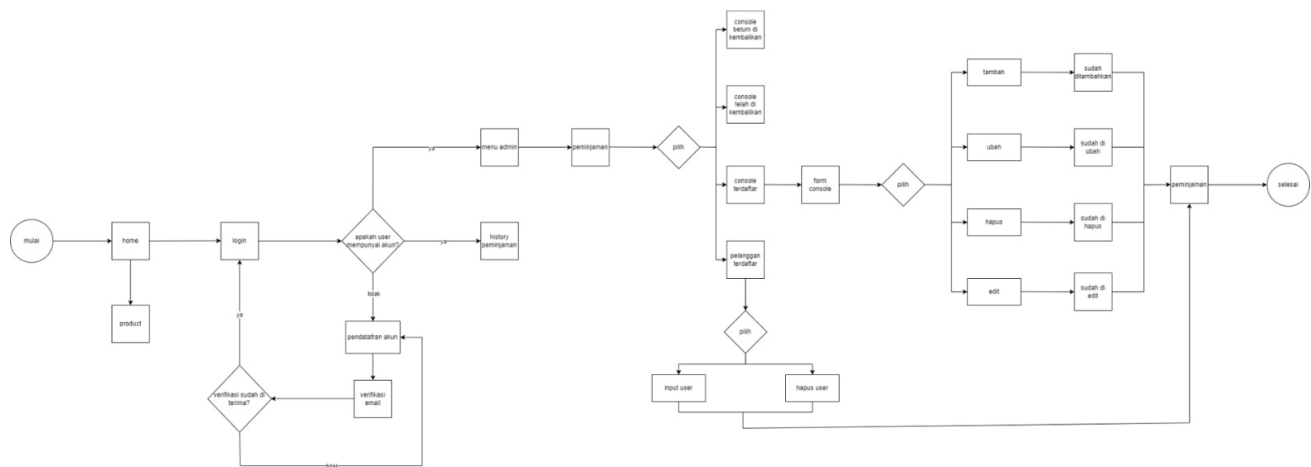 console
belum di
kembalikan
console
telah di
kembalikan
tambah
sudah
ditambahkan
ya
menu admin
peminjaman
pilih
ubah
sudah di
ubah
console
terdaftar
form
console
pilih
peminjaman
selesai
mulai
home
login
apakah user
mempunyai akun?
ya
history
peminjaman
hapus
sudah di
hapus
pelanggan
terdaftar
edit
sudah di
edit
tidak
product
ya
pendatafran akun
pilih
verifikasi sudah di
terima?
verifikasi
email
input user
hapus user
tidak